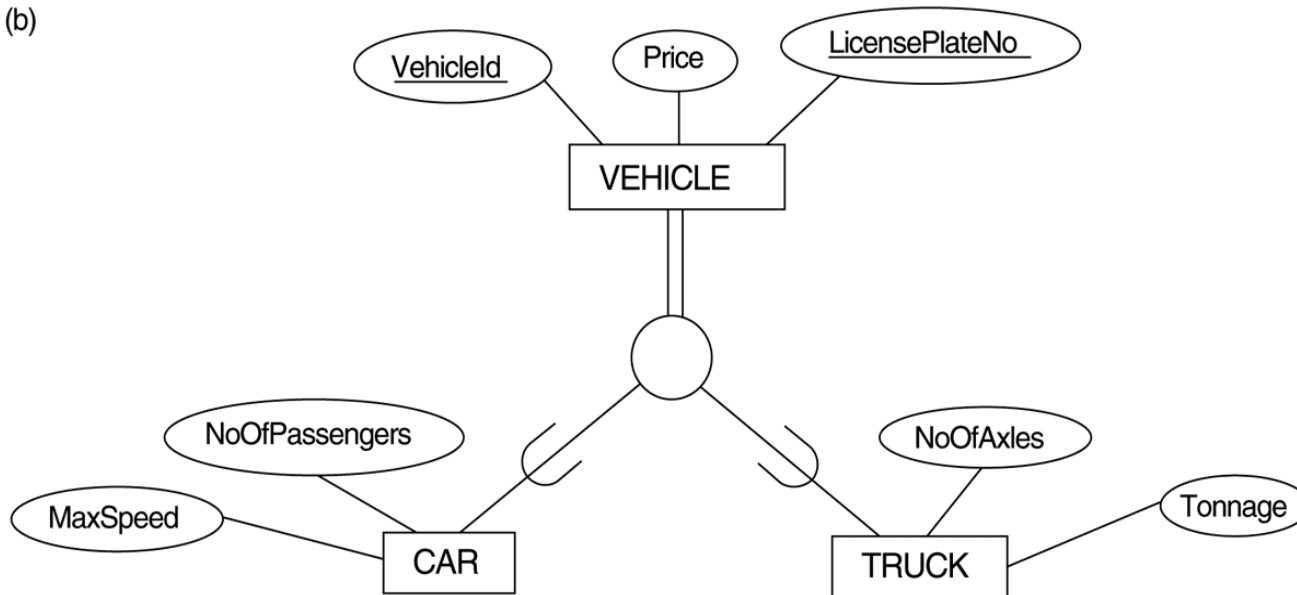 (b)
VehicleId
Price
LicensePlateNo
VEHICLE
NoOfPassengers
NoOfAxles
MaxSpeed
Tonnage
CAR
TRUCK